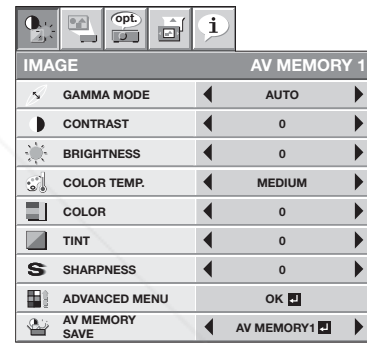 opt.
i
IMAGE AV MEMORY 1
GAMMA MODE AUTO
CONTRAST 0
BRIGHTNESS 0
COLOR TEMP. MEDIUM
COLOR 0
TINT 0
S SHARPNESS 0
ADVANCED MENU OK
AV MEMORY
SAVE AV MEMORY1